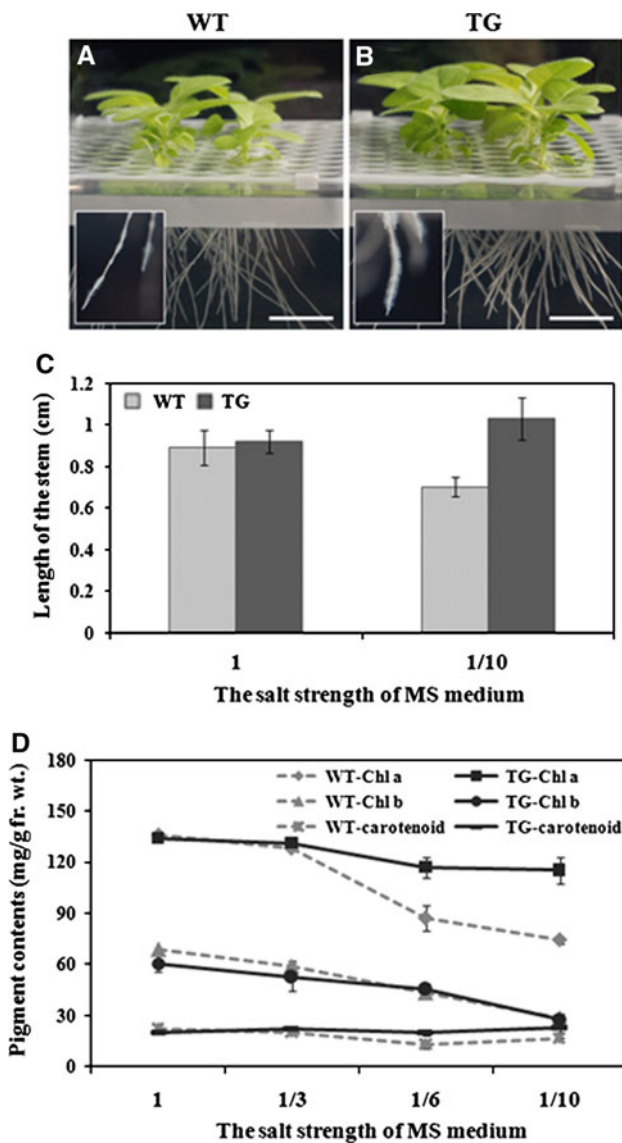 WT TG
A B
C
1.2
1
0.8
0.6
0.4
0.2
0
Length of the stem (cm)
WT TG
1 1/10
The salt strength of MS medium
D
180
150
120
90
60
30
0
Pigment contents (mg/g fr. wt.)
WT-Chl a TG-Chl a
WT-Chl b TG-Chl b
WT-carotenoid TG-carotenoid
1 1/3 1/6 1/10
The salt strength of MS medium